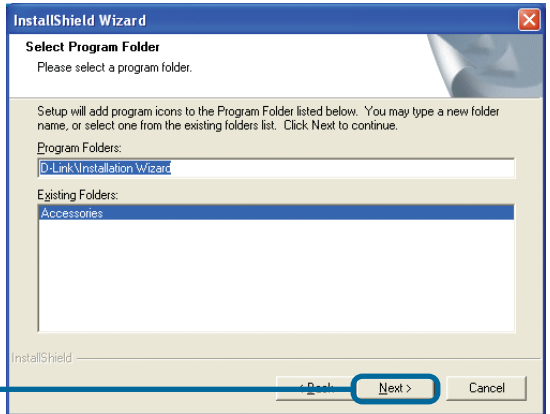 InstallShield Wizard
Select Program Folder
Please select a program folder.
Setup will add program icons to the Program Folder listed below. You may type a new folder
name, or select one from the existing folders list. Click Next to continue.
Program Folders:
D-Link\Installation Wizard
Existing Folders:
Accessories
InstallShield
< Back Next > Cancel